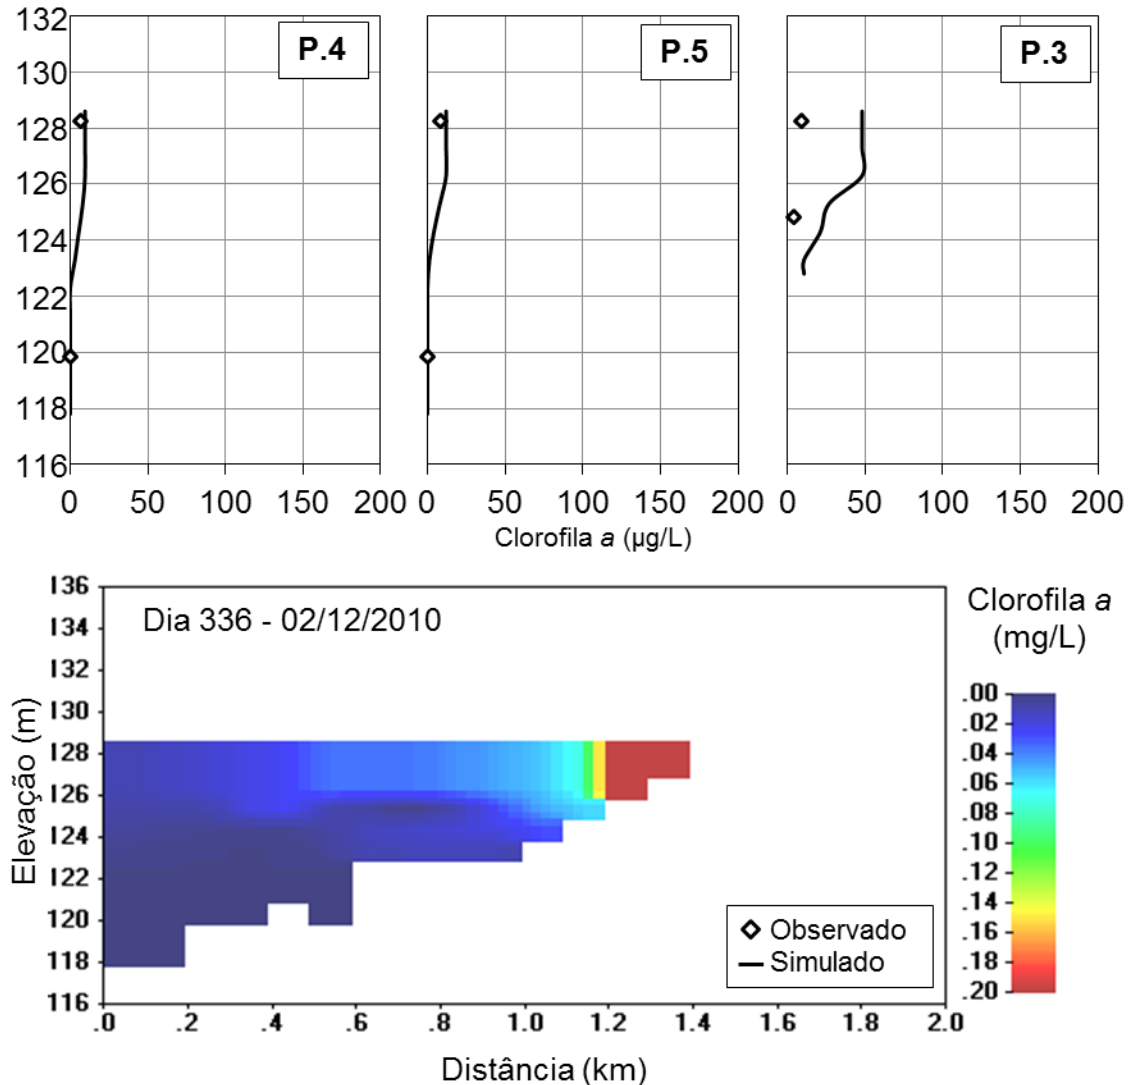 132
130
128
126
124
122
120
118
116
P.4
P.5
P.3
0 50 100 150 200 0 50 100 150 200 0 50 100 150 200
Clorofila a (µg/L)
136
134
132
130
128
126
124
122
120
118
116
Elevação (m)
Dia 336 - 02/12/2010
Observado
Simulado
.0 .2 .4 .6 .8 1.0 1.2 1.4 1.6 1.8 2.0
Distância (km)
Clorofila a
(mg/L)
.00
.02
.04
.06
.08
.10
.12
.14
.16
.18
.20